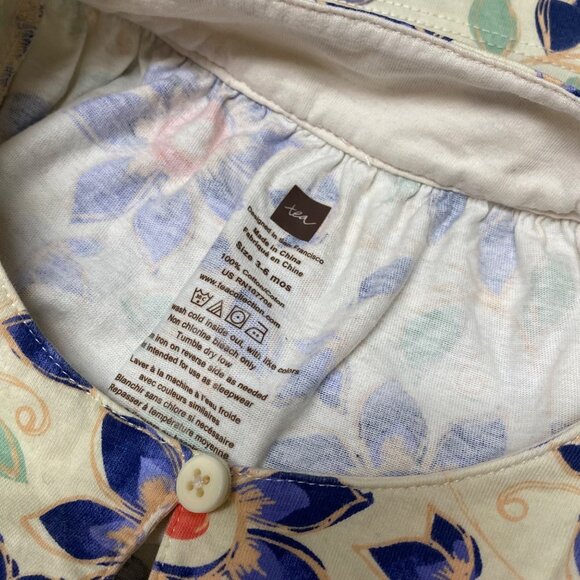 tea
Designed in San Francisco
Made in China
Fabriqué en Chine
Size 3-6 mos
100% Cotton/Coton
US RN107798
www.teacollection.com
wash cold inside out, with like colors
Non chlorine bleach only
Tumble dry low
iron on reverse side as needed
intended for use as sleepwear
Laver à la machine à l'eau froide
avec couleurs similaires
Blanchir sans chlore si nécessaire
Repasser à température moyenne